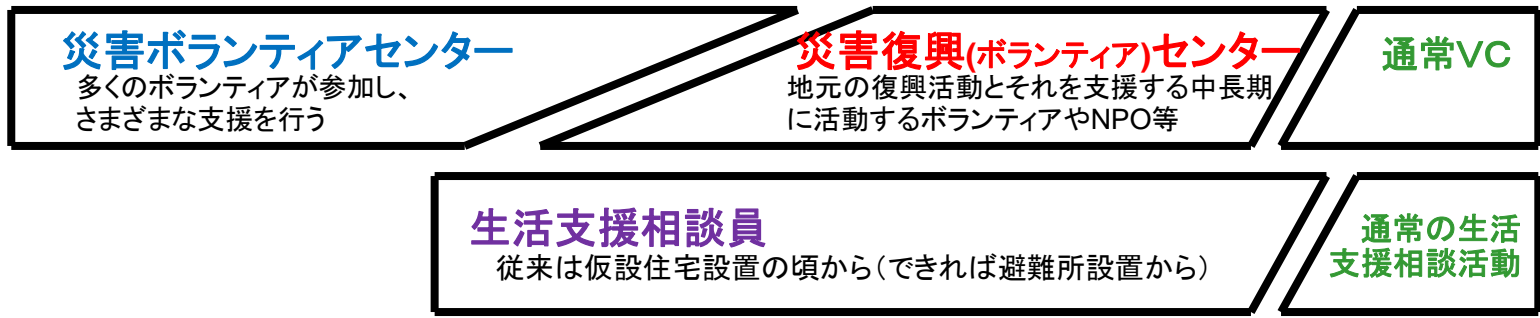 災害ボランティアセンター
多くのボランティアが参加し、
さまざまな支援を行う
災害復興(ボランティア)センター
地元の復興活動とそれを支援する中長期
に活動するボランティアやNPO等
通常VC
生活支援相談員
従来は仮設住宅設置の頃から(できれば避難所設置から)
通常の生活
支援相談活動